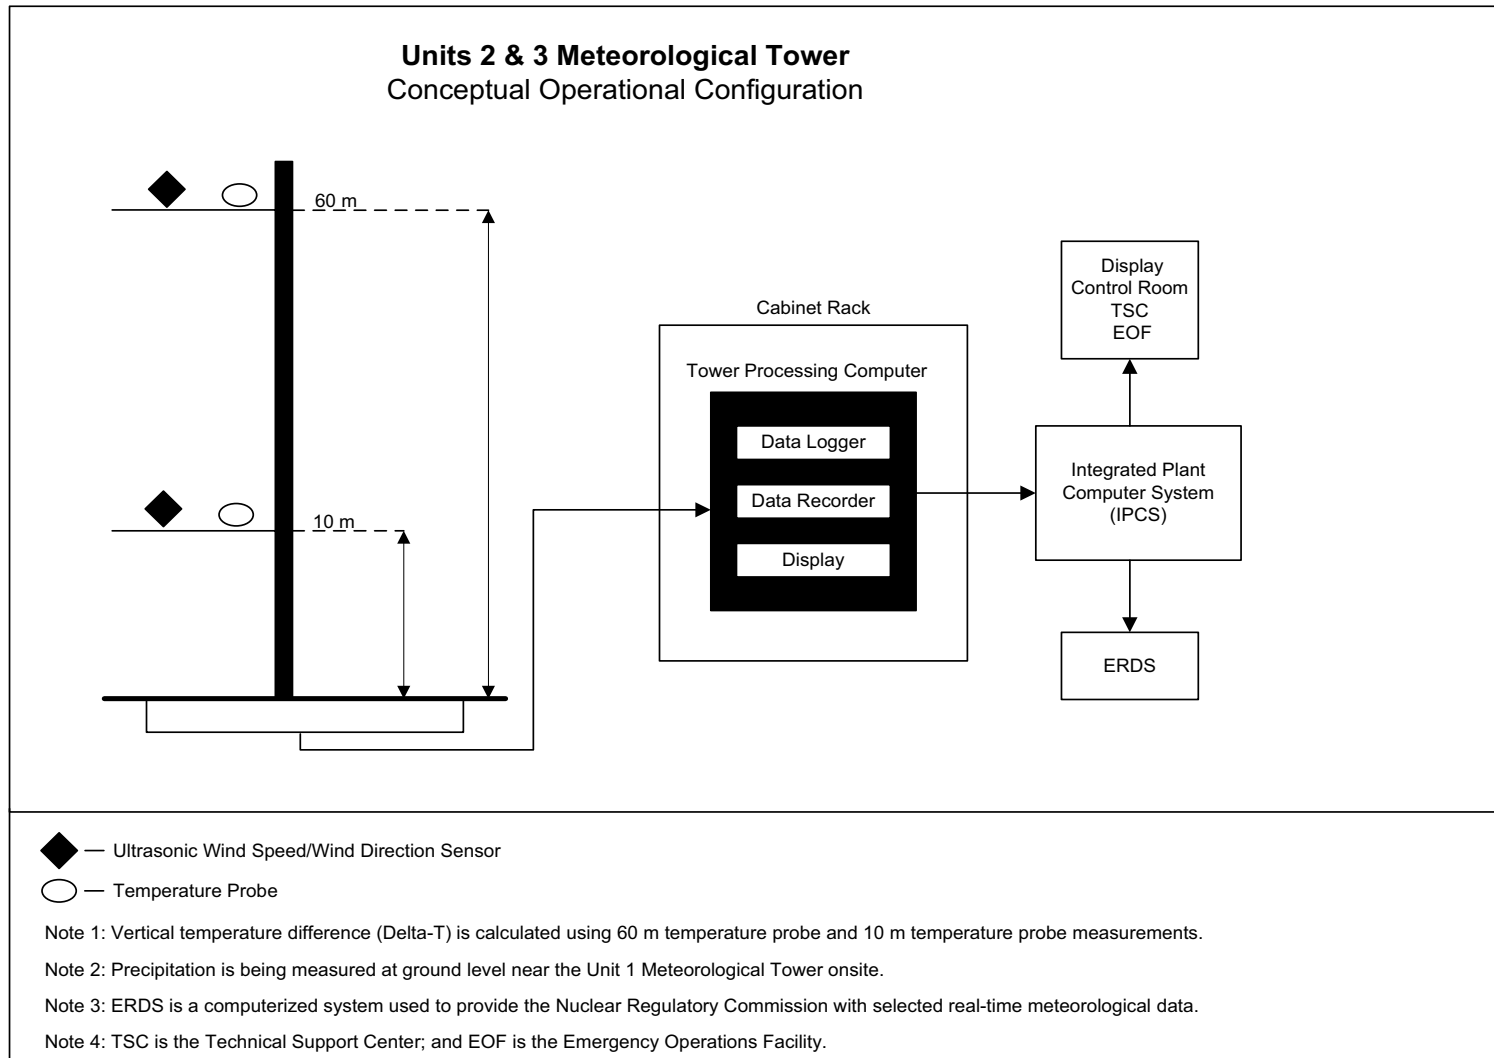 Units 2 & 3 Meteorological Tower
Conceptual Operational Configuration
60 m
10 m
Cabinet Rack
Tower Processing Computer
Data Logger
Data Recorder
Display
Display
Control Room
TSC
EOF
Integrated Plant
Computer System
(IPCS)
ERDS
— Ultrasonic Wind Speed/Wind Direction Sensor
— Temperature Probe
Note 1: Vertical temperature difference (Delta-T) is calculated using 60 m temperature probe and 10 m temperature probe measurements.
Note 2: Precipitation is being measured at ground level near the Unit 1 Meteorological Tower onsite.
Note 3: ERDS is a computerized system used to provide the Nuclear Regulatory Commission with selected real-time meteorological data.
Note 4: TSC is the Technical Support Center; and EOF is the Emergency Operations Facility.